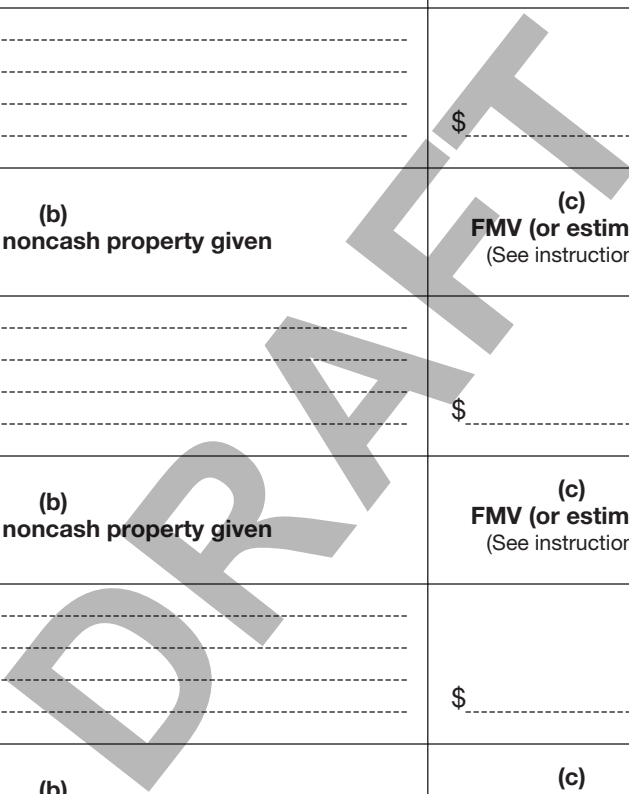 $
(b)
noncash property given
(c)
FMV (or estim
(See instruction
$
(b)
noncash property given
(c)
FMV (or estim
(See instruction
$
(b)
(c)
DRAFT